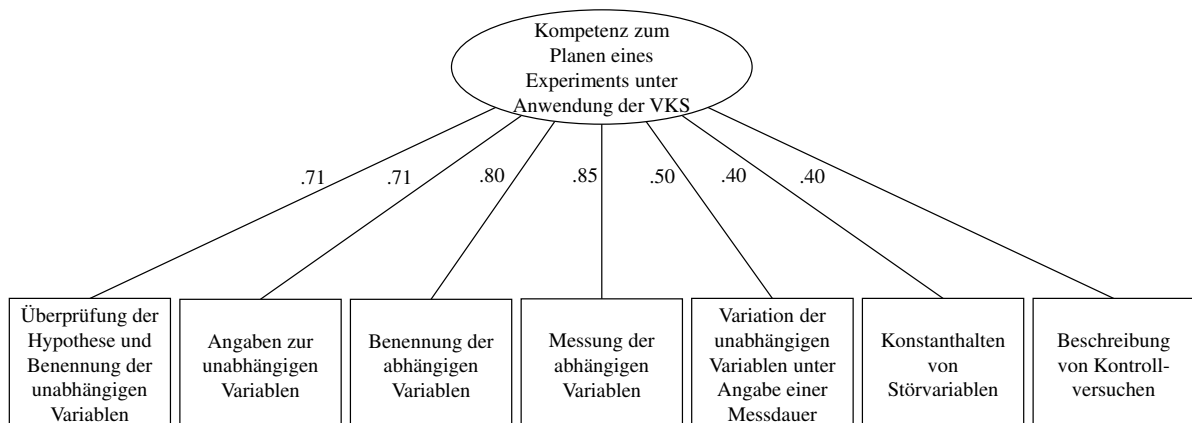 Kompetenz zum
Planen eines
Experiments unter
Anwendung der VKS
.71
.71
.80
.85
.50
.40
.40
Überprüfung der
Hypothese und
Benennung der
unabhängigen
Variablen
Angaben zur
unabhängigen
Variablen
Benennung der
abhängigen
Variablen
Messung der
abhängigen
Variablen
Variation der
unabhängigen
Variablen unter
Angabe einer
Messdauer
Konstanthalten
von
Störvariablen
Beschreibung
von Kontroll-
versuchen